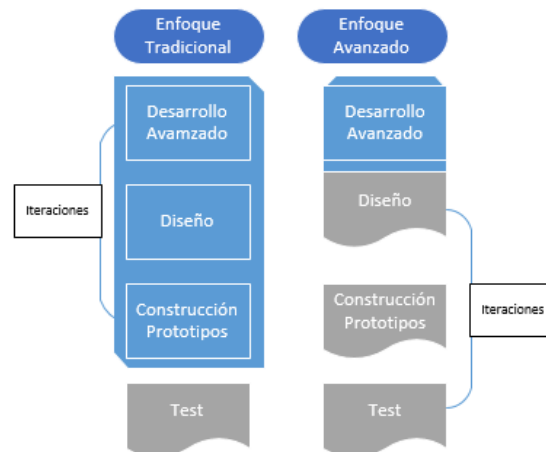 Enfoque
Tradicional
Enfoque
Avanzado
Desarrollo
Avamzado
Iteraciones
Diseño
Construcción
Prototipos
Test
Desarrollo
Avanzado
Diseño
Construcción
Prototipos
Iteraciones
Test